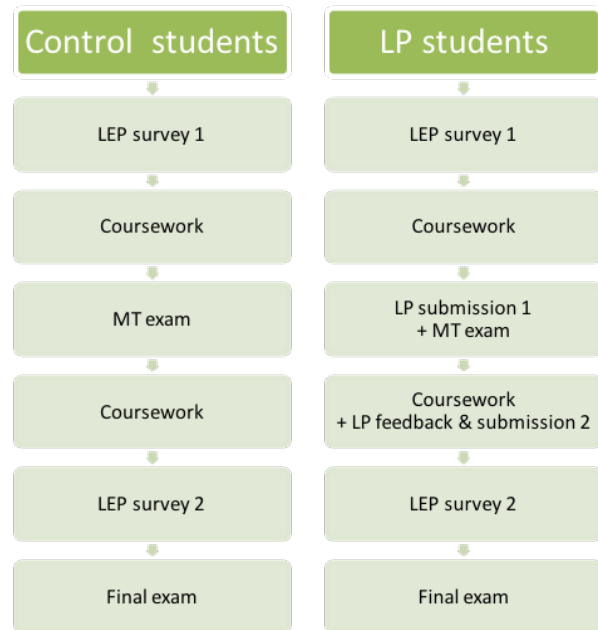 Control students
LEP survey 1
Coursework
MT exam
Coursework
LEP survey 2
Final exam
LP students
LEP survey 1
Coursework
LP submission 1
+ MT exam
Coursework
+ LP feedback & submission 2
LEP survey 2
Final exam